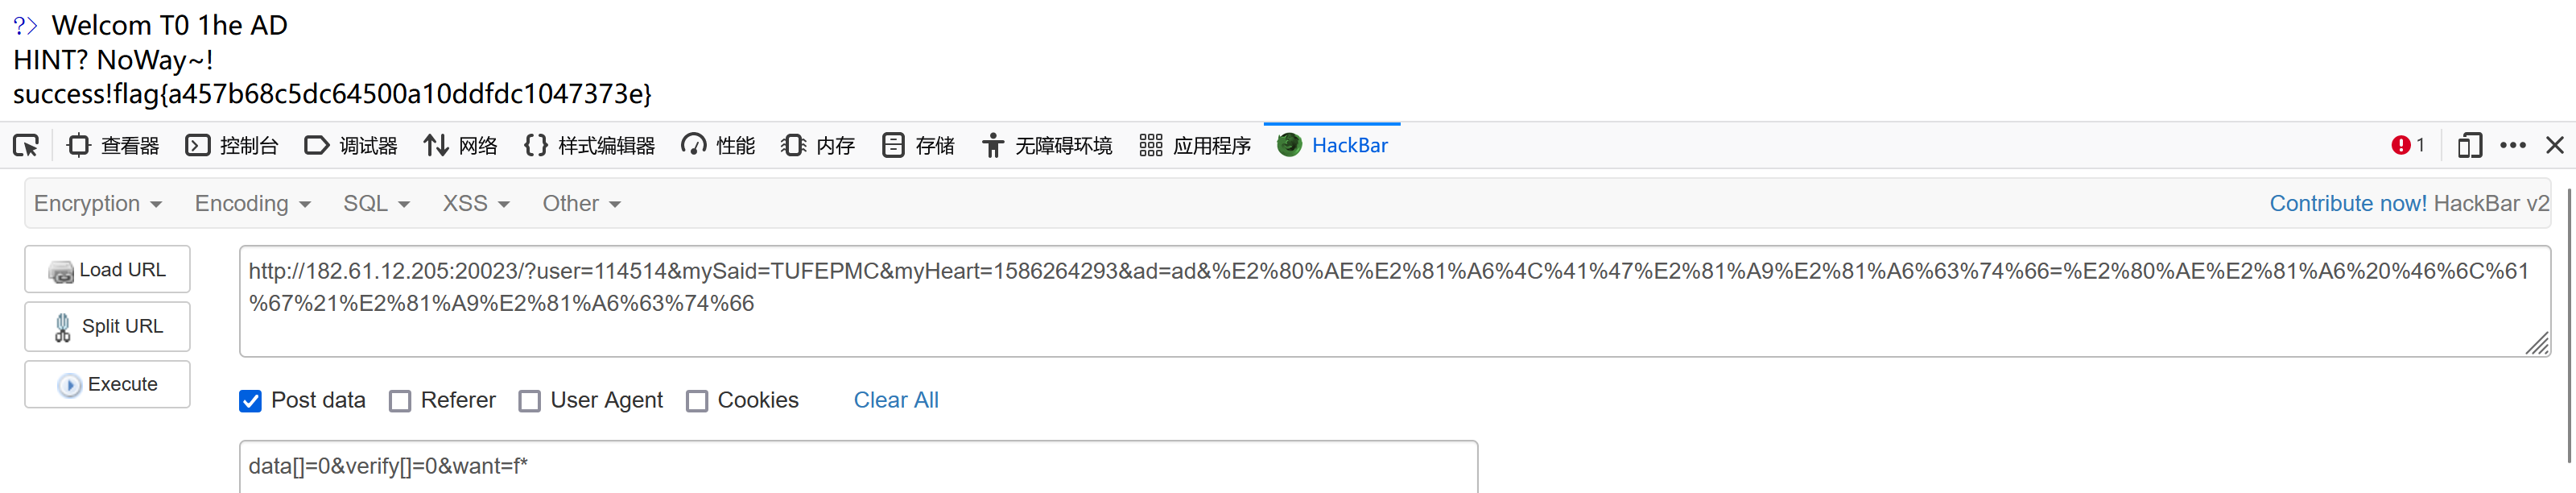 ?> Welcom T0 1he AD
HINT? NoWay~!
success!flag{a457b68c5dc64500a10ddfdc1047373e}
查看器 控制台 调试器 网络 {} 样式编辑器 性能 内存 存储 无障碍环境 应用程序 HackBar 1
Encryption Encoding SQL XSS Other Contribute now! HackBar v2
Load URL
Split URL
Execute
http://182.61.12.205:20023/?user=114514&mySaid=TUFEPMC&myHeart=1586264293&ad=ad&%E2%80%AE%E2%81%A6%4C%41%47%E2%81%A9%E2%81%A6%63%74%66=%E2%80%AE%E2%81%A6%20%46%6C%61
%67%21%E2%81%A9%E2%81%A6%63%74%66
Post data Referer User Agent Cookies Clear All
data[]=0&verify[]=0&want=f*